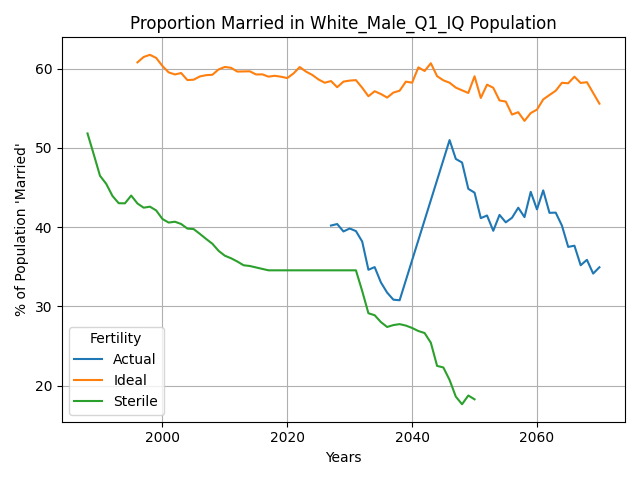 Proportion Married in White_Male_Q1_IQ Population
% of Population 'Married'
60
50
40
30
20
Fertility
Actual
Ideal
Sterile
2000
2020
2040
2060
Years